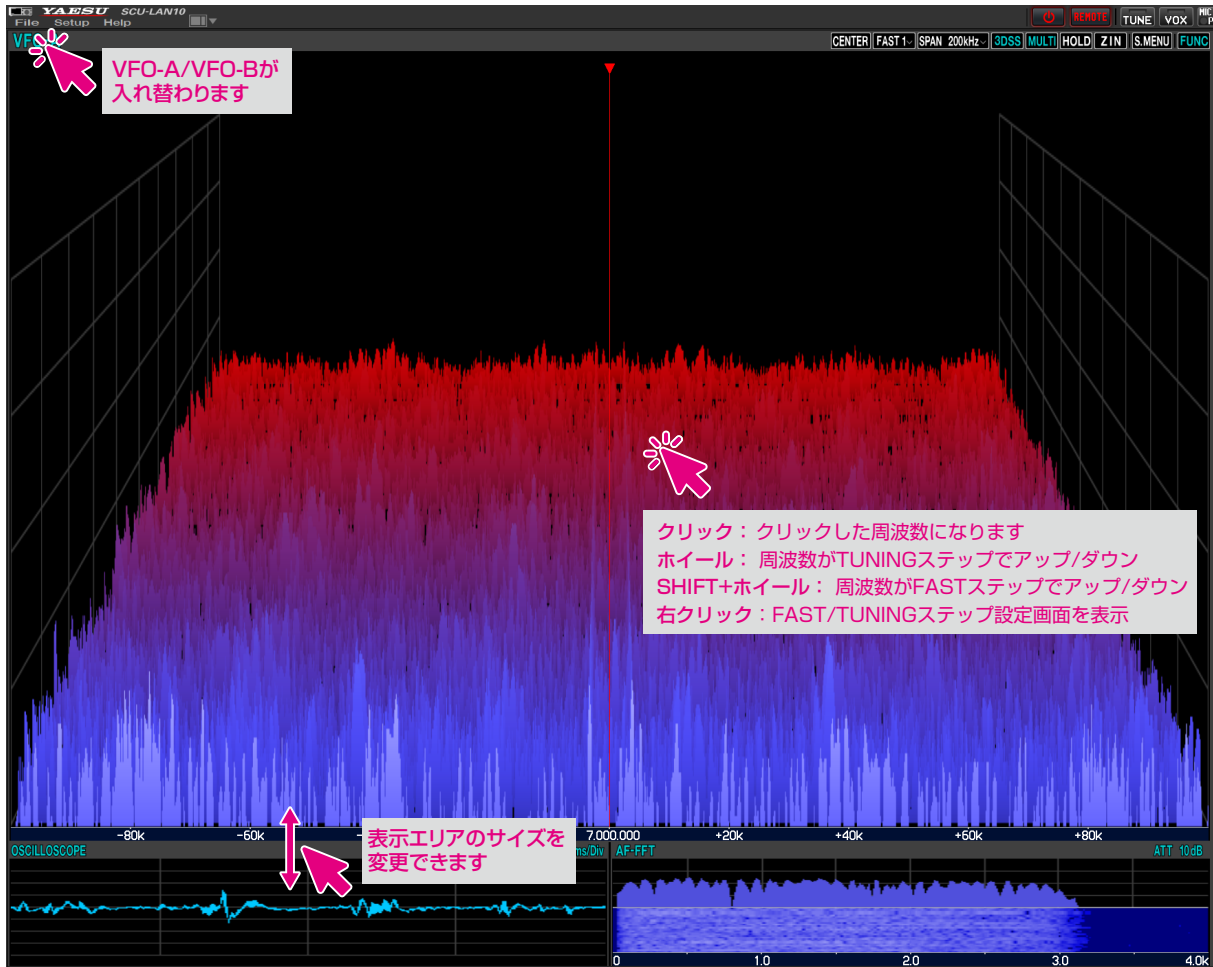 YAESU SCU-LAN10
File Setup Help
REMOTE TUNE VOX MIC
VFO
CENTER FAST 1 SPAN 200kHz 3DSS MULTI HOLD Z IN S.MENU FUNC
VFO-A/VFO-Bが
入れ替わります
クリック：クリックした周波数になります
ホイール：周波数がTUNINGステップでアップ/ダウン
SHIFT+ホイール：周波数がFASTステップでアップ/ダウン
右クリック：FAST/TUNINGステップ設定画面を表示
-80k -60k 7.000.000 +20k +40k +60k +80k
表示エリアのサイズを
変更できます
OSCILLOSCOPE ms/Div AF-FFT ATT 10dB
0 1.0 2.0 3.0 4.0k